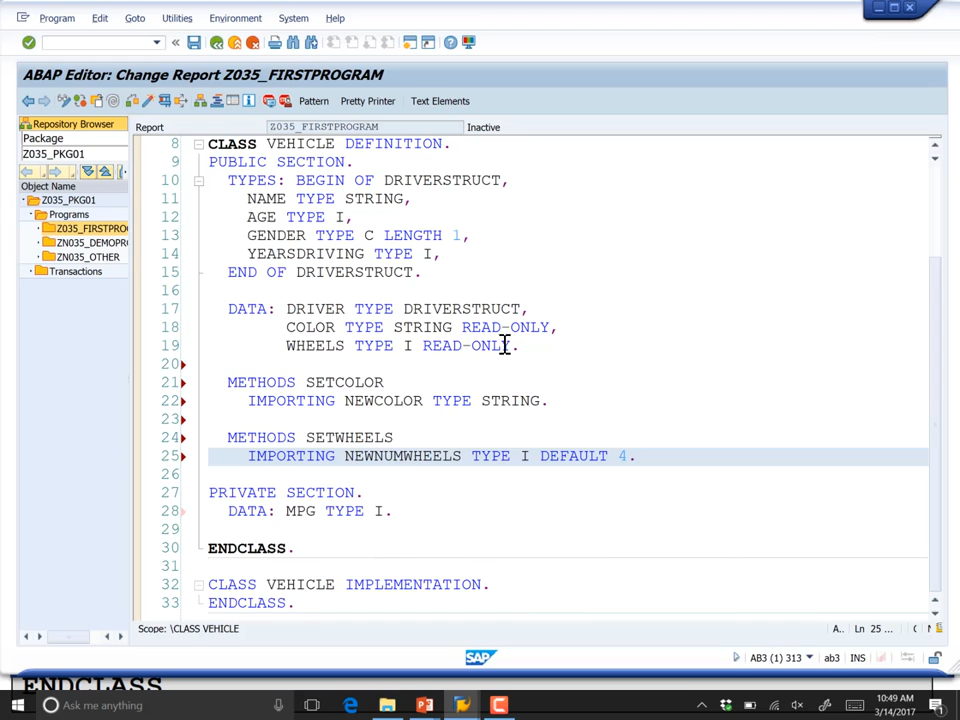 Program Edit Goto Utilities Environment System Help
ABAP Editor: Change Report Z035_FIRSTPROGRAM
Pattern Pretty Printer Text Elements
Repository Browser
Package
Z035_PKG01
Object Name
Z035_PKG01
Programs
Z035_FIRSTPRO
ZN035_DEMOPR
ZN035_OTHER
Transactions
Report Z035_FIRSTPROGRAM Inactive
8 CLASS VEHICLE DEFINITION.
9 PUBLIC SECTION.
10 TYPES: BEGIN OF DRIVERSTRUCT,
11 NAME TYPE STRING,
12 AGE TYPE I,
13 GENDER TYPE C LENGTH 1,
14 YEARSDRIVING TYPE I,
15 END OF DRIVERSTRUCT.
16
17 DATA: DRIVER TYPE DRIVERSTRUCT,
18 COLOR TYPE STRING READ-ONLY,
19 WHEELS TYPE I READ-ONLY.
20
21 METHODS SETCOLOR
22 IMPORTING NEWCOLOR TYPE STRING.
23
24 METHODS SETWHEELS
25 IMPORTING NEWNUMWHEELS TYPE I DEFAULT 4.
26
27 PRIVATE SECTION.
28 DATA: MPG TYPE I.
29
30 ENDCLASS.
31
32 CLASS VEHICLE IMPLEMENTATION.
33 ENDCLASS.
Scope: \CLASS VEHICLE A.. Ln 25 ...
SAP AB3 (1) 313 ab3 INS
ENDCLASS
Ask me anything
10:49 AM
3/14/2017